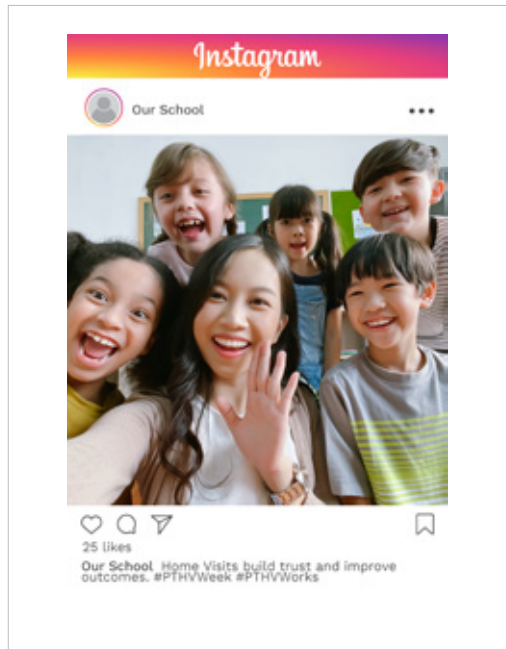 Instagram
Our School
25 likes
Our School Home Visits build trust and improve
outcomes. #PTHVWeek #PTHVWorks